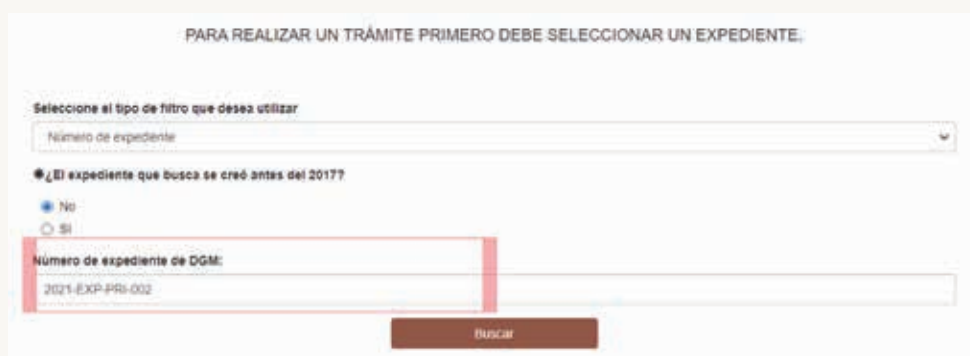 PARA REALIZAR UN TRÁMITE PRIMERO DEBE SELECCIONAR UN EXPEDIENTE.
Seleccione el tipo de filtro que desea utilizar
Número de expediente
✱¿El expediente que busca se creó antes del 2017?
No
Sí
Número de expediente de DGM:
2021-EXP-PRI-002
Buscar